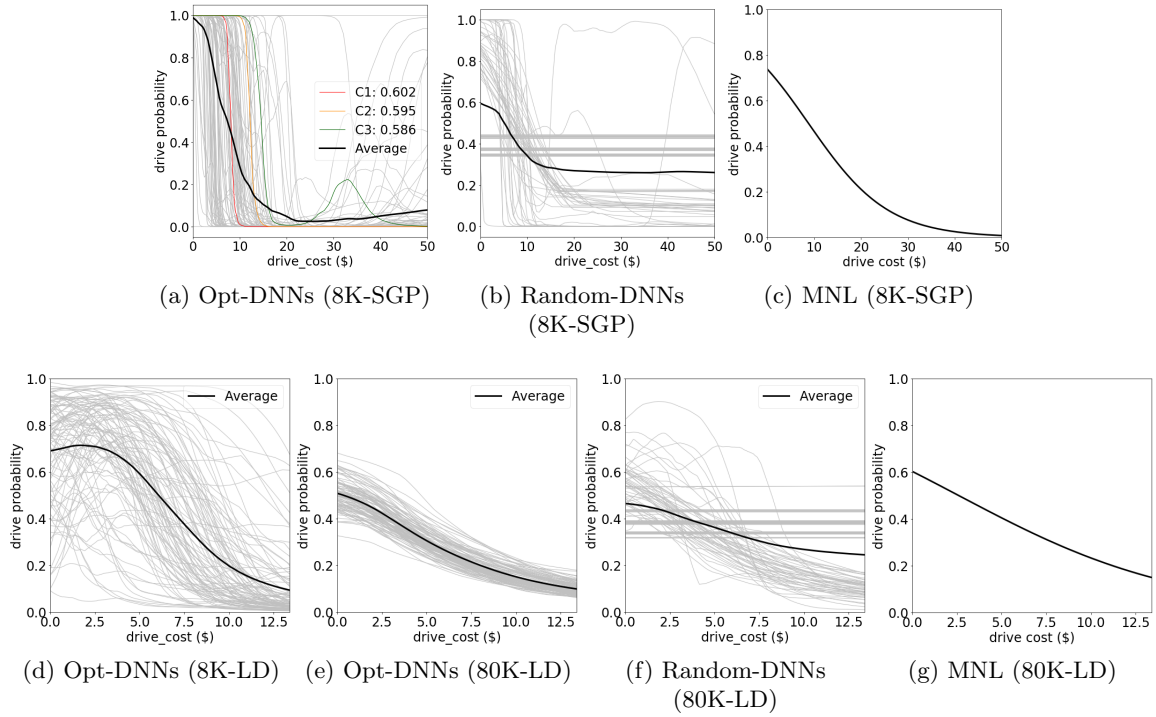 drive probability
1.0
0.8
0.6
0.4
0.2
0.0
0
10
20
30
40
50
drive_cost ($)
C1: 0.602
C2: 0.595
C3: 0.586
Average
(a) Opt-DNNs (8K-SGP)
drive probability
1.0
0.8
0.6
0.4
0.2
0.0
0
10
20
30
40
50
drive_cost ($)
(b) Random-DNNs
(8K-SGP)
drive probability
1.0
0.8
0.6
0.4
0.2
0.0
0
10
20
30
40
50
drive cost ($)
(c) MNL (8K-SGP)
drive probability
1.0
0.8
0.6
0.4
0.2
0.0
0.0
2.5
5.0
7.5
10.0
12.5
drive_cost ($)
Average
(d) Opt-DNNs (8K-LD)
drive probability
1.0
0.8
0.6
0.4
0.2
0.0
0.0
2.5
5.0
7.5
10.0
12.5
drive_cost ($)
Average
(e) Opt-DNNs (80K-LD)
drive probability
1.0
0.8
0.6
0.4
0.2
0.0
0.0
2.5
5.0
7.5
10.0
12.5
drive_cost ($)
Average
(f) Random-DNNs
(80K-LD)
drive probability
1.0
0.8
0.6
0.4
0.2
0.0
0.0
2.5
5.0
7.5
10.0
12.5
drive cost ($)
(g) MNL (80K-LD)